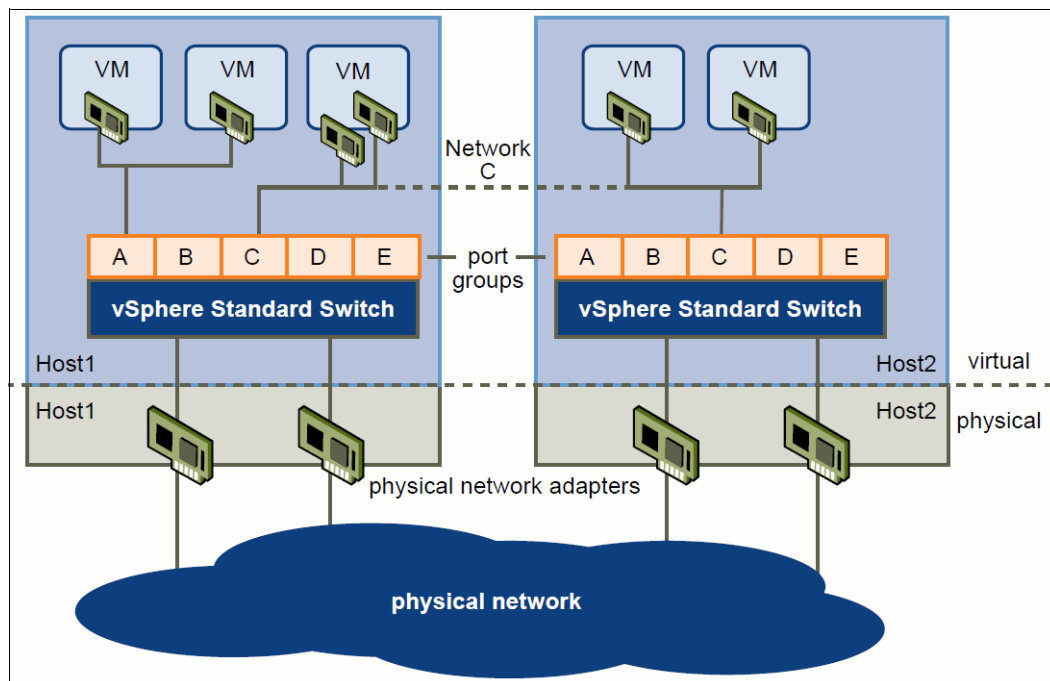 VM
VM
VM
VM
VM
Network
C
A
B
C
D
E
port
groups
A
B
C
D
E
vSphere Standard Switch
vSphere Standard Switch
Host1
Host2
virtual
Host1
Host2
physical
physical network adapters
physical network